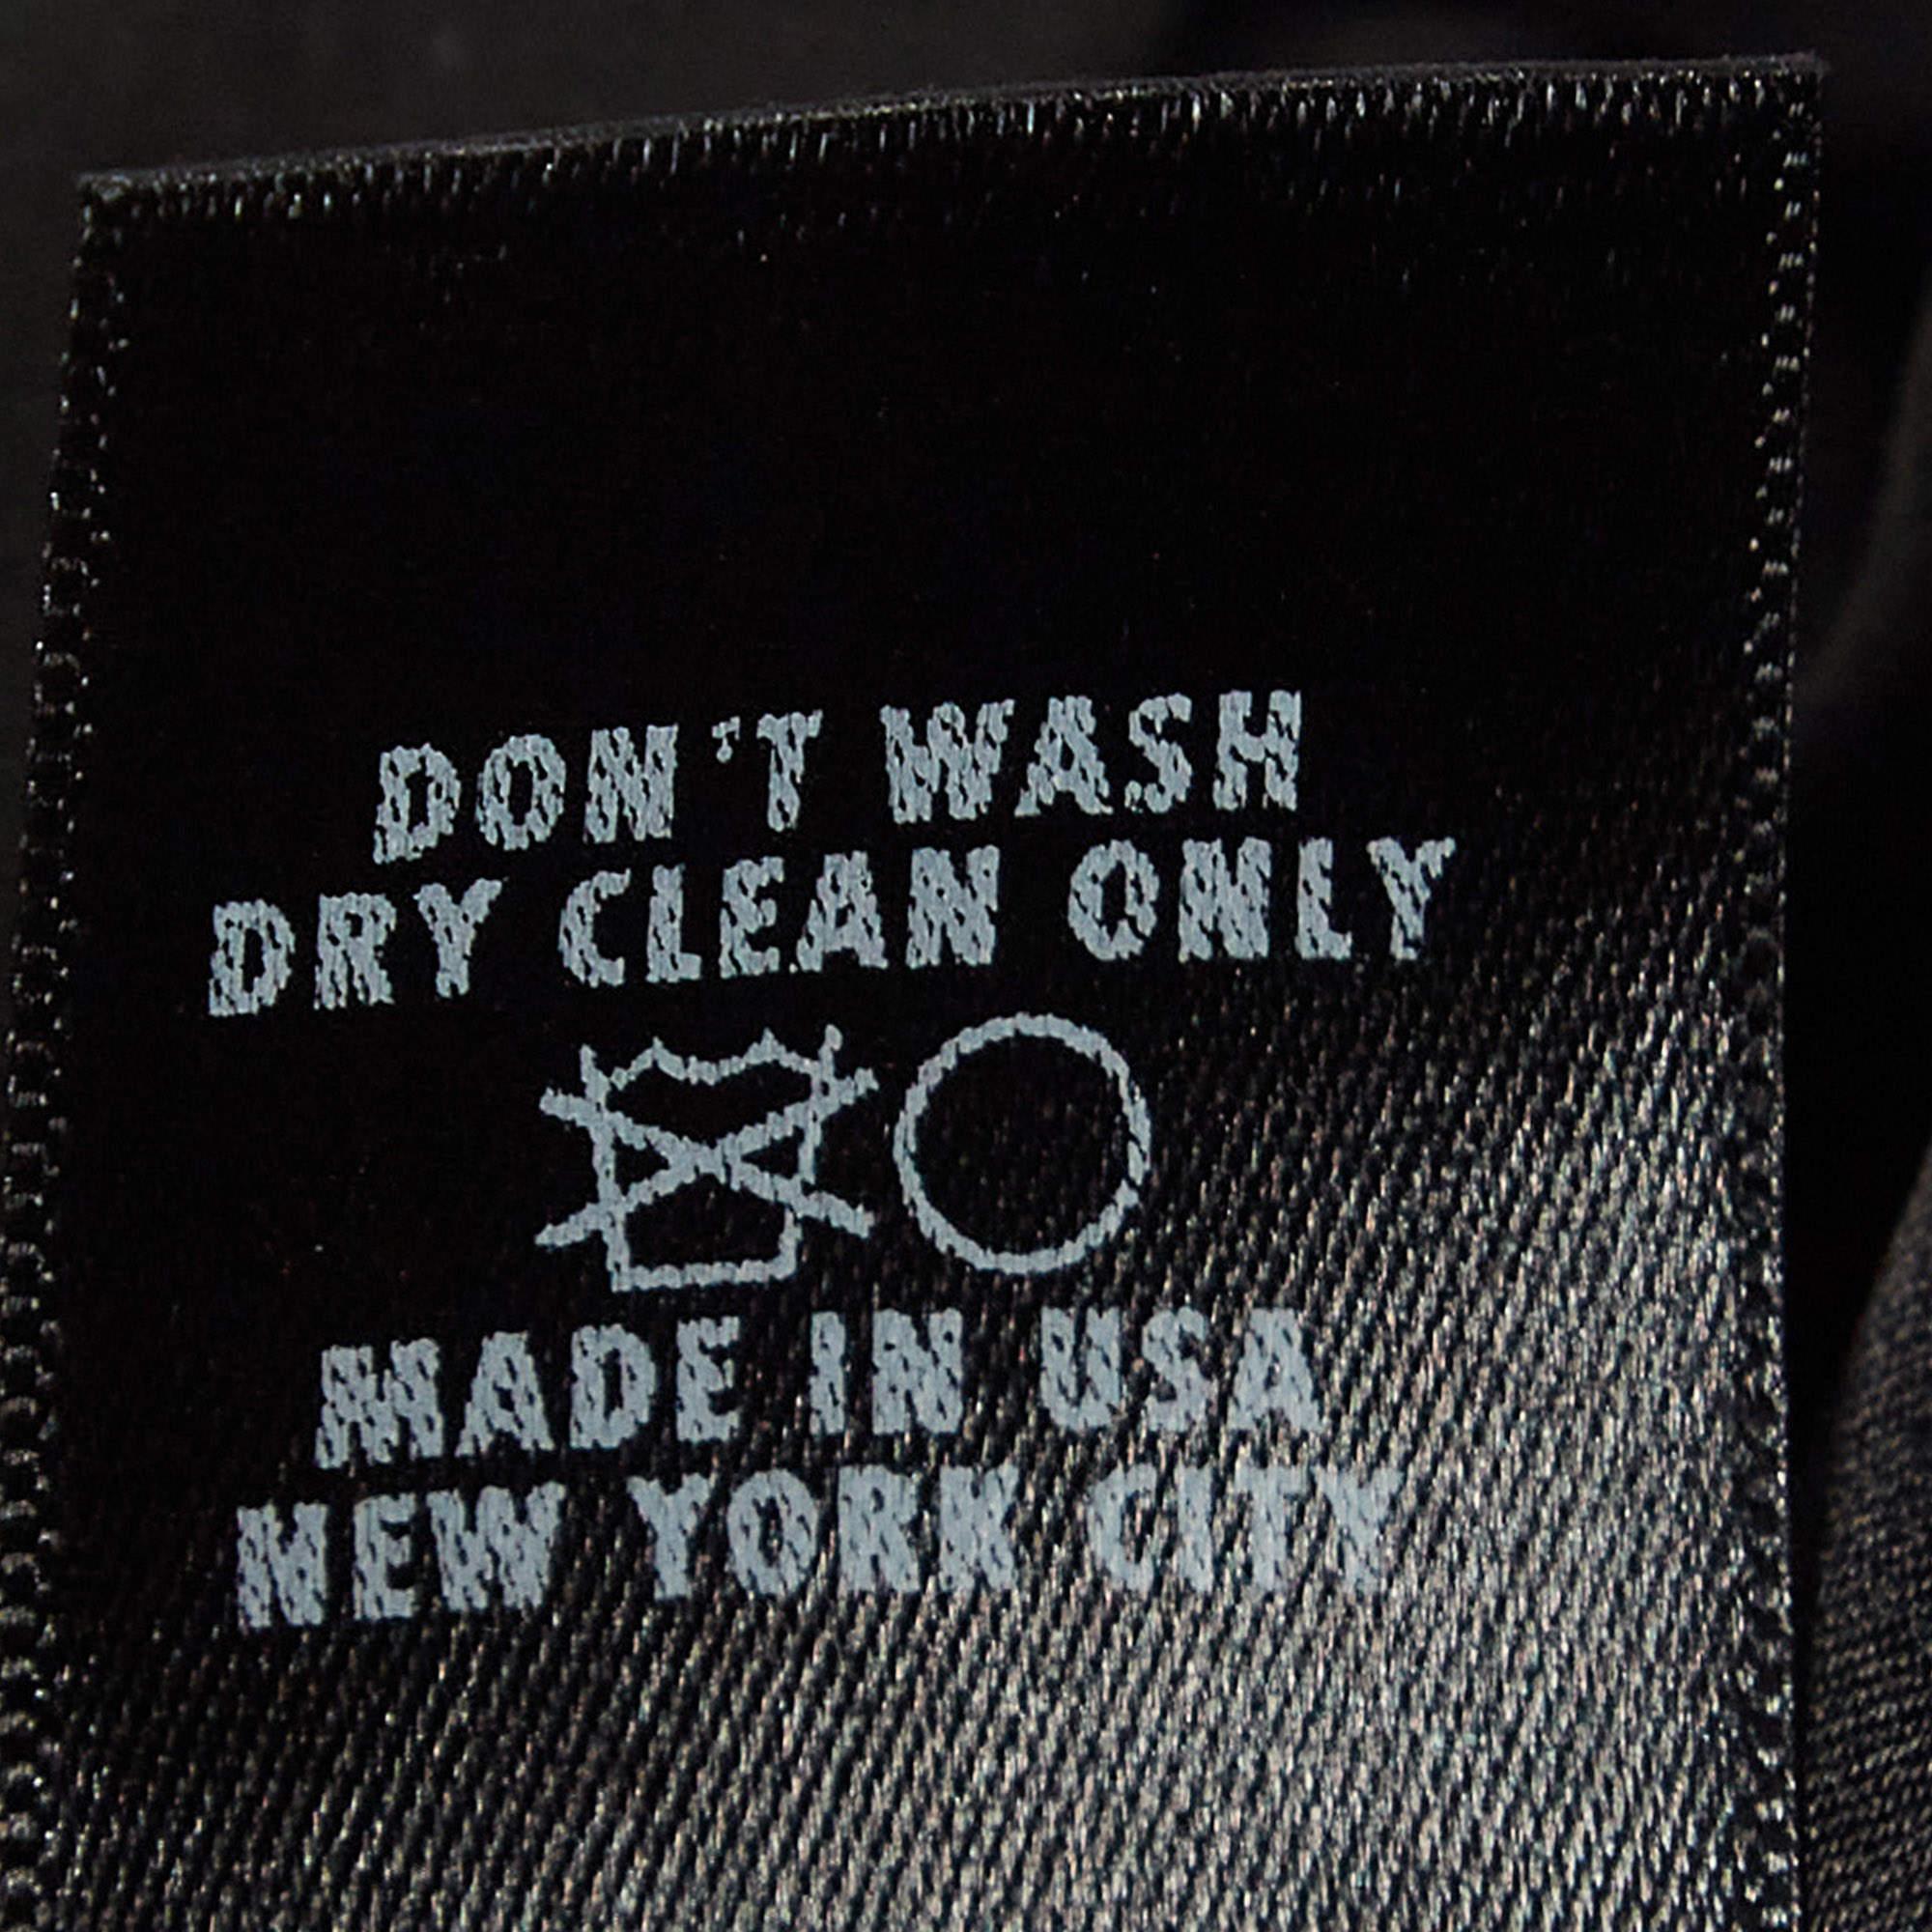 DON'T WASH
DRY CLEAN ONLY
MADE IN USA
NEW YORK CITY